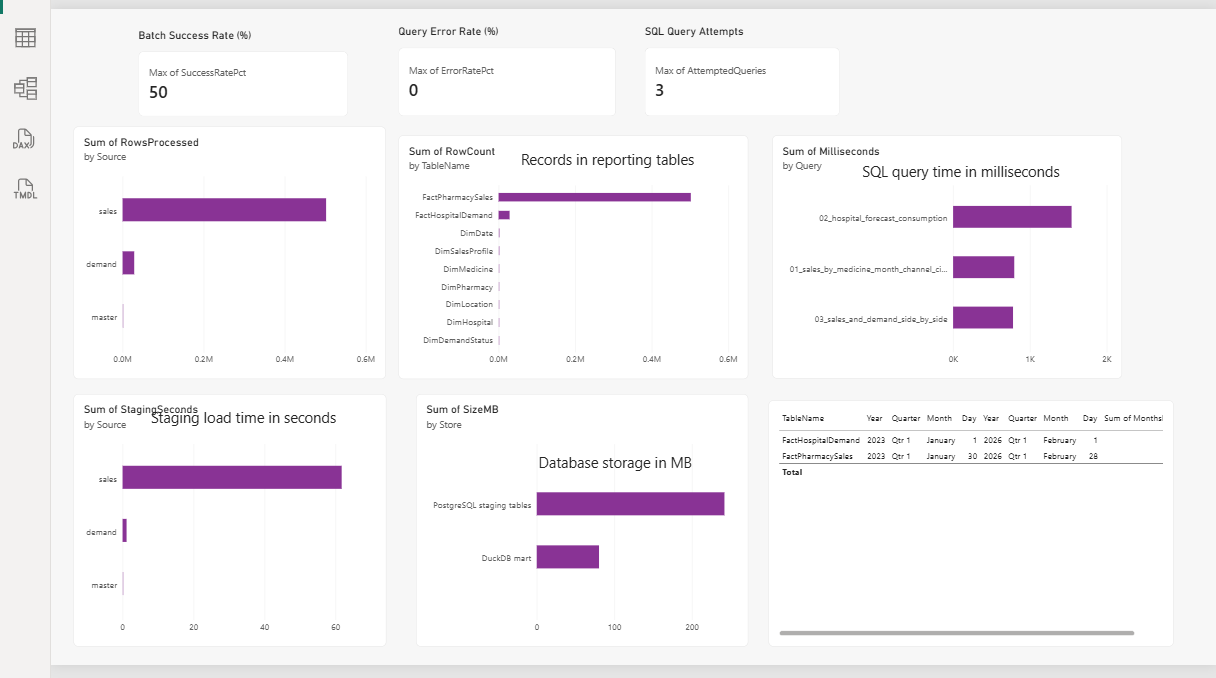 DAX
TMDL
Batch Success Rate (%)
Max of SuccessRatePct
50
Query Error Rate (%)
Max of ErrorRatePct
0
SQL Query Attempts
Max of AttemptedQueries
3
Sum of RowsProcessed
by Source
sales
demand
master
0.0M 0.2M 0.4M 0.6M
Sum of RowCount
by TableName
Records in reporting tables
FactPharmacySales
FactHospitalDemand
DimDate
DimSalesProfile
DimMedicine
DimPharmacy
DimLocation
DimHospital
DimDemandStatus
0.0M 0.2M 0.4M 0.6M
Sum of Milliseconds
by Query
SQL query time in milliseconds
02_hospital_forecast_consumption
01_sales_by_medicine_month_channel_ci...
03_sales_and_demand_side_by_side
0K 1K 2K
Sum of StagingSeconds
by Source
Staging load time in seconds
sales
demand
master
0 20 40 60
Sum of SizeMB
by Store
Database storage in MB
PostgreSQL staging tables
DuckDB mart
0 100 200
TableName Year Quarter Month Day Year Quarter Month Day Sum of Months
FactHospitalDemand 2023 Qtr 1 January 1 2026 Qtr 1 February 1
FactPharmacySales 2023 Qtr 1 January 30 2026 Qtr 1 February 28
Total